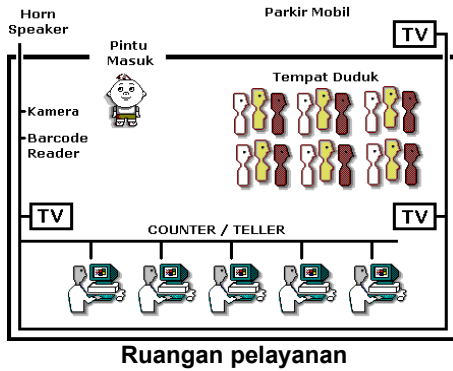 Horn
Speaker
Parkir Mobil
TV
Pintu
Masuk
Tempat Duduk
Kamera
Barcode
Reader
TV
TV
COUNTER / TELLER
Ruangan pelayanan